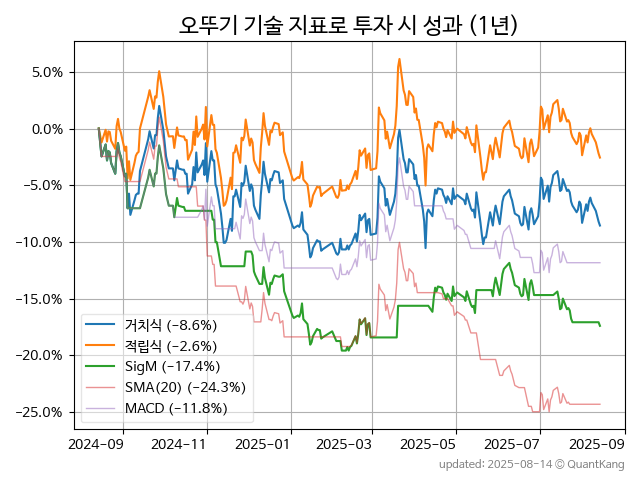 오뚜기 기술 지표로 투자 시 성과 (1년)
5.0%
0.0%
−5.0%
−10.0%
−15.0%
−20.0%
−25.0%
거치식 (−8.6%)
적립식 (−2.6%)
SigM (−17.4%)
SMA(20) (−24.3%)
MACD (−11.8%)
2024-09 2024-11 2025-01 2025-03 2025-05 2025-07 2025-09
updated: 2025-08-14 © QuantKang